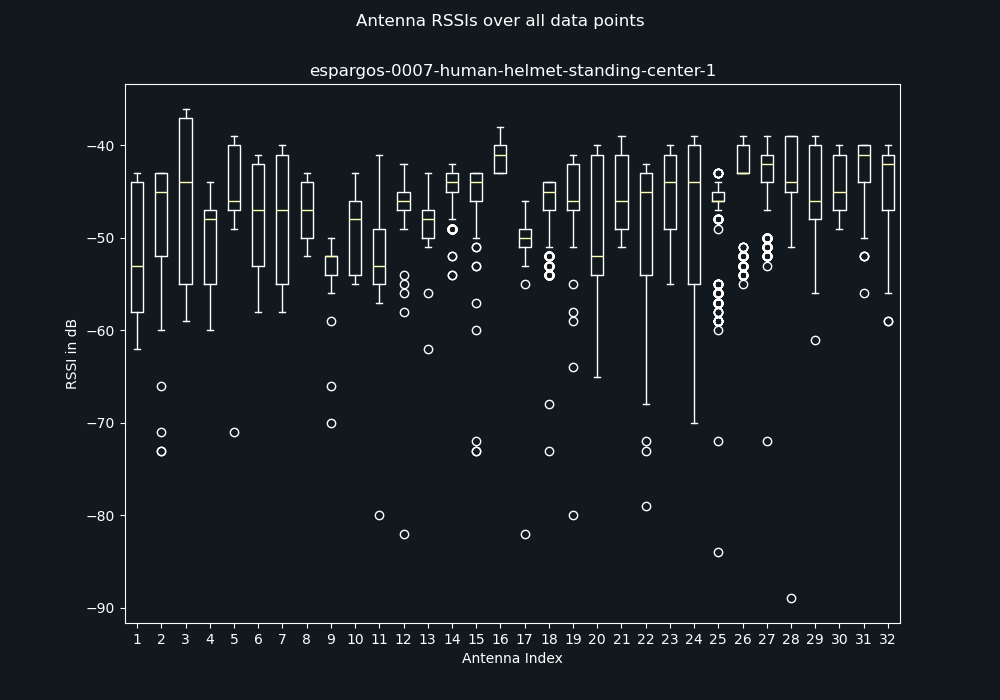 Antenna RSSIs over all data points
espargos-0007-human-helmet-standing-center-1
RSSI in dB
−40
−50
−60
−70
−80
−90
1 2 3 4 5 6 7 8 9 10 11 12 13 14 15 16 17 18 19 20 21 22 23 24 25 26 27 28 29 30 31 32
Antenna Index